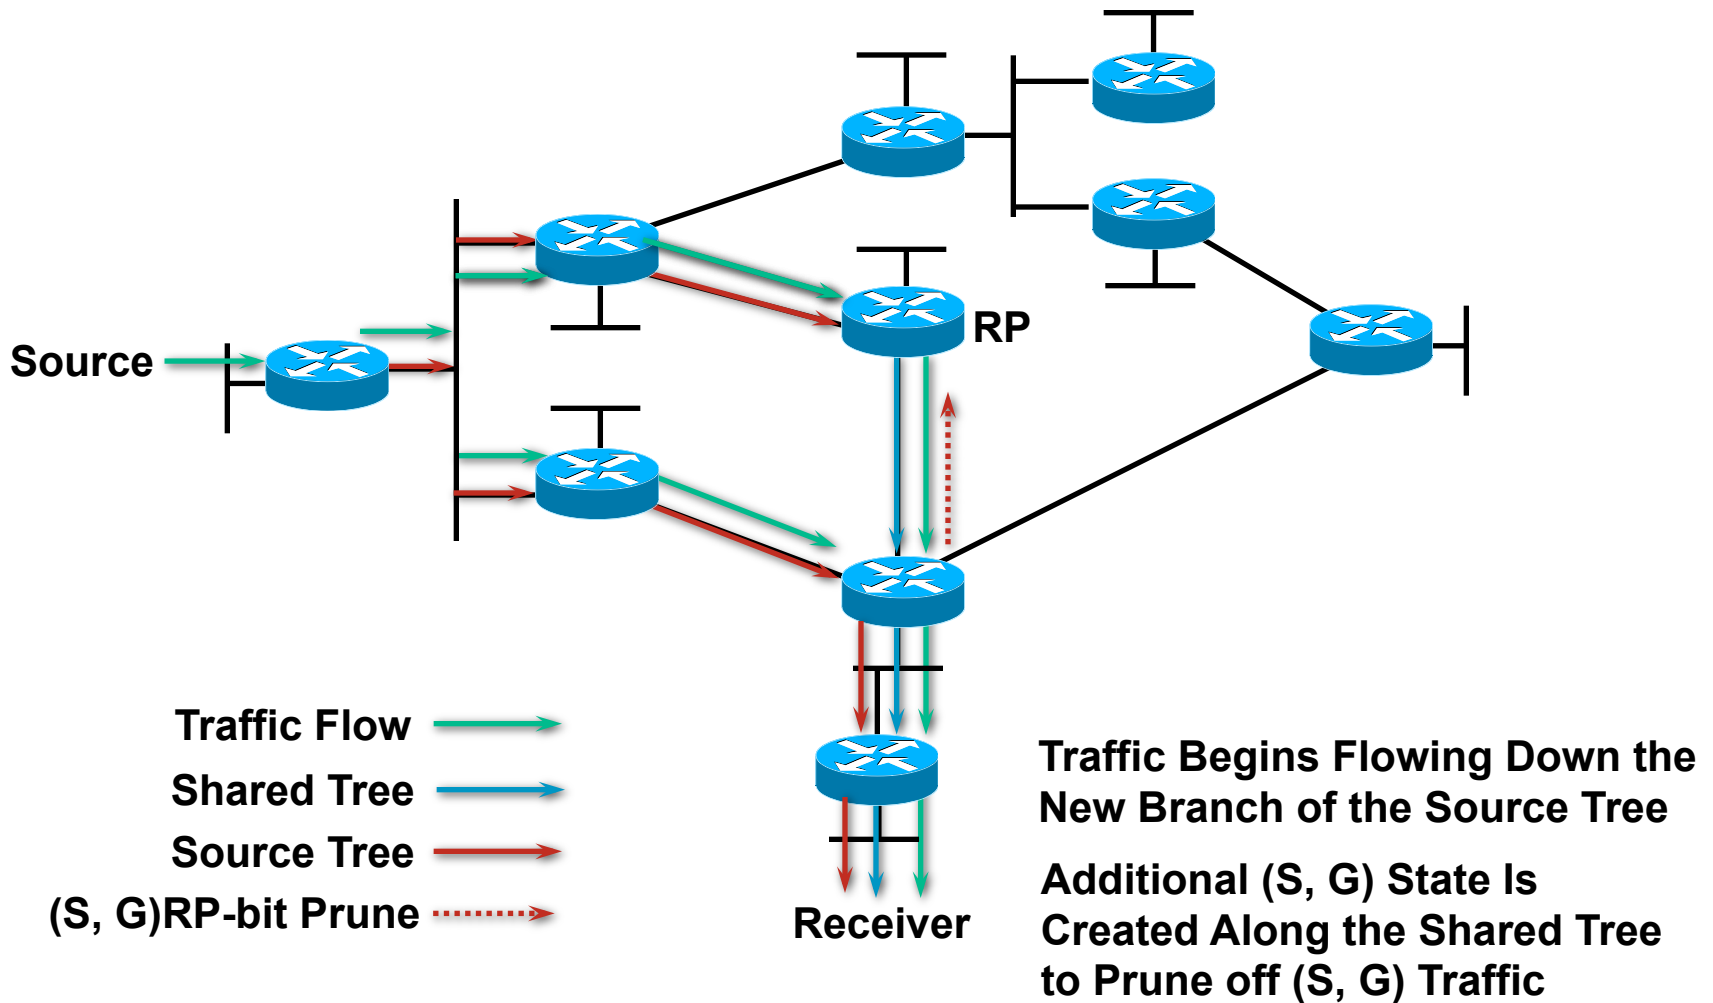 RP
Source
Traffic Flow
Shared Tree
Source Tree
(S, G)RP-bit Prune
Receiver
Traffic Begins Flowing Down the
New Branch of the Source Tree
Additional (S, G) State Is
Created Along the Shared Tree
to Prune off (S, G) Traffic